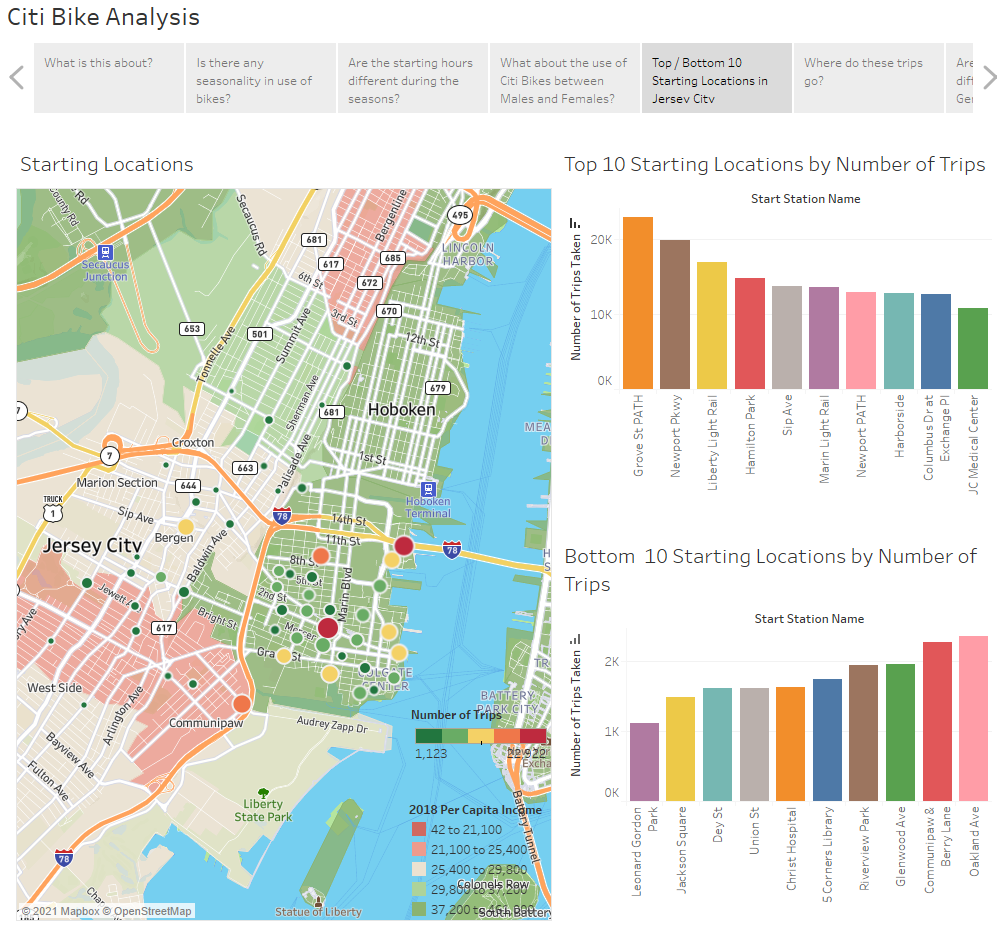 Citi Bike Analysis
What is this about?
Is there any
seasonality in use of
bikes?
Are the starting hours
different during the
seasons?
What about the use of
Citi Bikes between
Males and Females?
Top / Bottom 10
Starting Locations in
Jersey City
Where do these trips
go?
Are
Starting Locations
County Rd
Rd
Secaucus Rd
Bergenline
495
LINCOLN
HARBOR
681
617
685
Secaucus
Junction
672
6th St
670
3rd St
653
501
Summit Ave
12th St
Tonnelle Ave
679
Sherman Ave
681
Hoboken
7
Croxton
Palisade Ave
1st St
663
Marion Section
644
Hoboken
Terminal
TRUCK
1
Sip Ave
78
14th St
Bergen
11th St
78
Jersey City
Baldwin Ave
8th St
5th St
Marin Blvd
2nd St
Jewett Ave
Bright St
617
West Side
BATTERY
PARK CITY
Arlington Ave
Communipaw
Audrey Zapp Dr
Bayview Ave
Fulton Ave
Liberty
State Park
78
Battery Tunnel
Colonels Row
South Battery
Statue of Liberty
Number of Trips
1,123
22,922
2018 Per Capita Income
42 to 21,100
21,100 to 25,400
25,400 to 29,800
29,800 to 37,200
37,200 to
© 2021 Mapbox © OpenStreetMap
Top 10 Starting Locations by Number of Trips
Start Station Name
Number of Trips Taken
20K
10K
0K
Grove St PATH
Newport Pkwy
Liberty Light Rail
Hamilton Park
Sip Ave
Marin Light Rail
Newport PATH
Harborside
Columbus Dr at
Exchange Pl
JC Medical Center
Bottom 10 Starting Locations by Number of
Trips
Start Station Name
Number of Trips Taken
2K
1K
0K
Leonard Gordon
Park
Jackson Square
Dey St
Union St
Christ Hospital
5 Corners Library
Riverview Park
Glenwood Ave
Communipaw &
Berry Lane
Oakland Ave